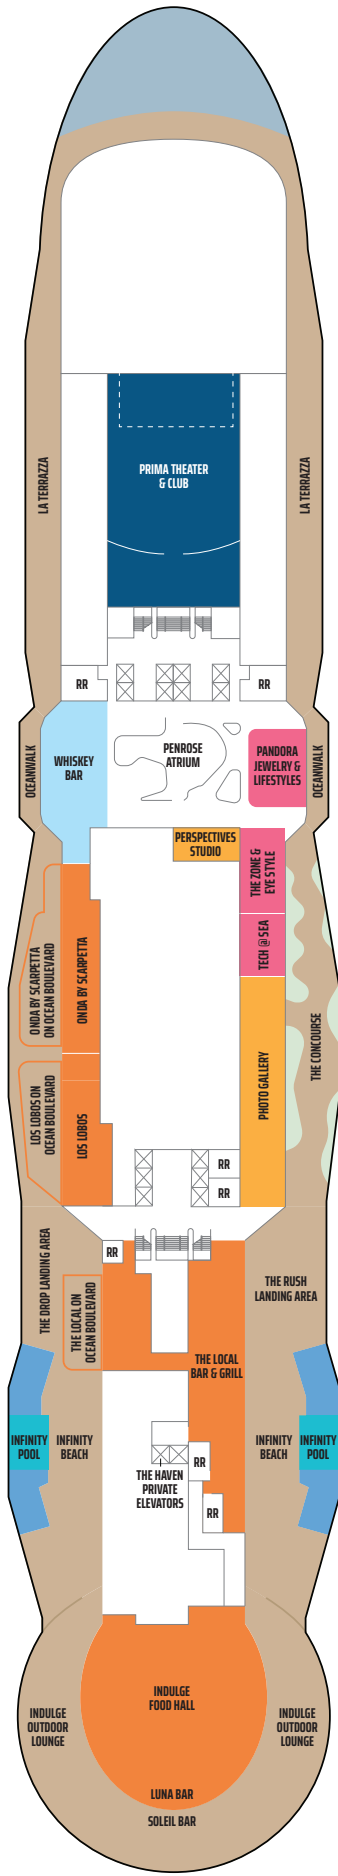 LA TERRAZZA
PRIMA THEATER
& CLUB
LA TERRAZZA
RR
RR
OCEANWALK
WHISKEY
BAR
PENROSE
ATRIUM
PANDORA
JEWELRY &
LIFESTYLES
OCEANWALK
PERSPECTIVES
STUDIO
THE ZONE &
EYE STYLE
ONDA BY SCARPETTA
ON OCEAN BOULEVARD
ONDA BY SCARPETTA
TECH @ SEA
THE CONCOURSE
LOS LOBOS ON
OCEAN BOULEVARD
LOS LOBOS
PHOTO GALLERY
RR
RR
THE DROP LANDING AREA
RR
THE LOCAL ON
OCEAN BOULEVARD
THE RUSH
LANDING AREA
THE LOCAL
BAR & GRILL
INFINITY
POOL
INFINITY
BEACH
INFINITY
BEACH
INFINITY
POOL
THE HAVEN
PRIVATE
ELEVATORS
RR
RR
INDULGE
FOOD HALL
INDULGE
OUTDOOR
LOUNGE
INDULGE
OUTDOOR
LOUNGE
LUNA BAR
SOLEIL BAR